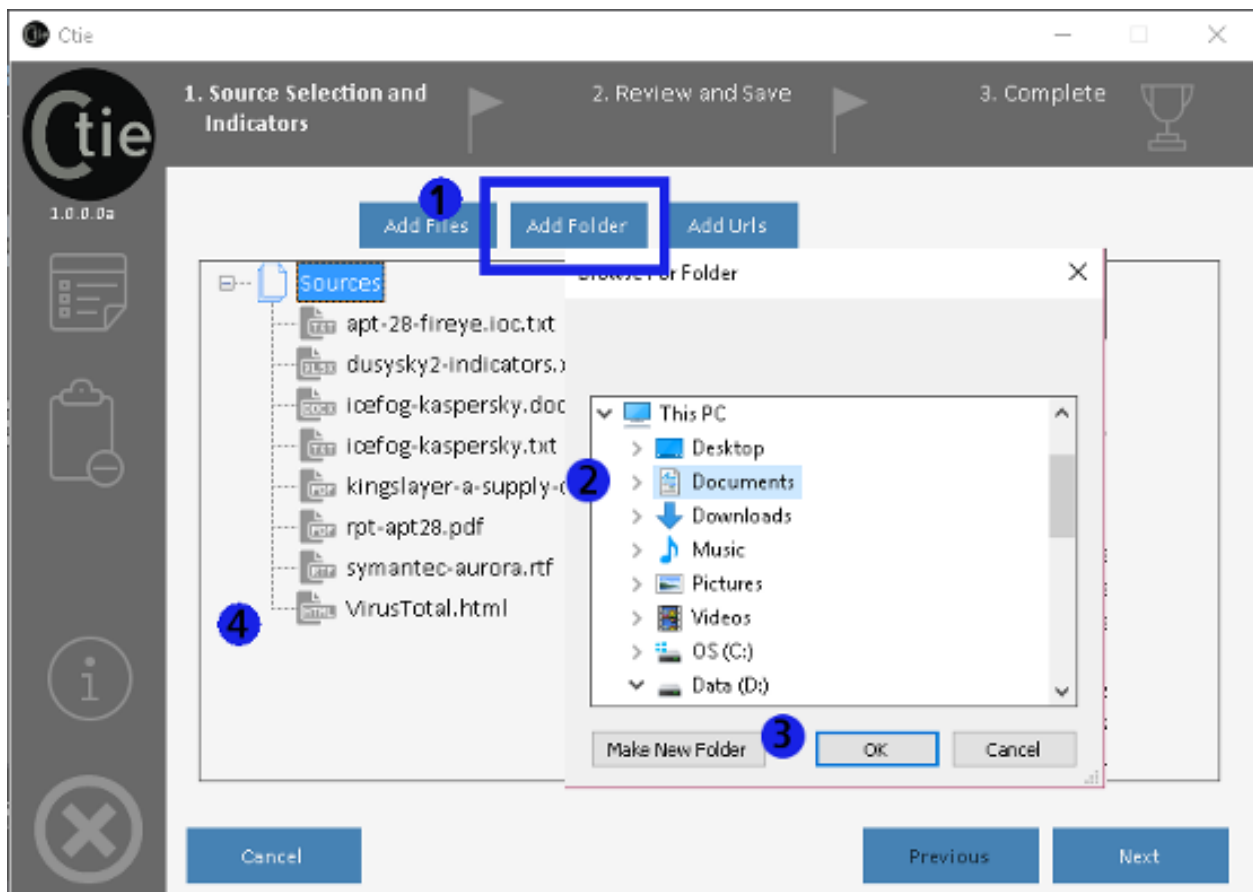 Ctie
Ctie
1.0.0.0a
1. Source Selection and
Indicators
2. Review and Save
3. Complete
1
Add Files
Add Folder
Add Urls
Sources
apt-28-fireye.ioc.txt
dusysky2-indicators.x
icefog-kaspersky.doc
icefog-kaspersky.txt
kingslayer-a-supply-c
rpt-apt28.pdf
symantec-aurora.rtf
VirusTotal.html
4
For Folder
This PC
Desktop
2
Documents
Downloads
Music
Pictures
Videos
OS (C:)
Data (D:)
Make New Folder
3
OK
Cancel
Cancel
Previous
Next